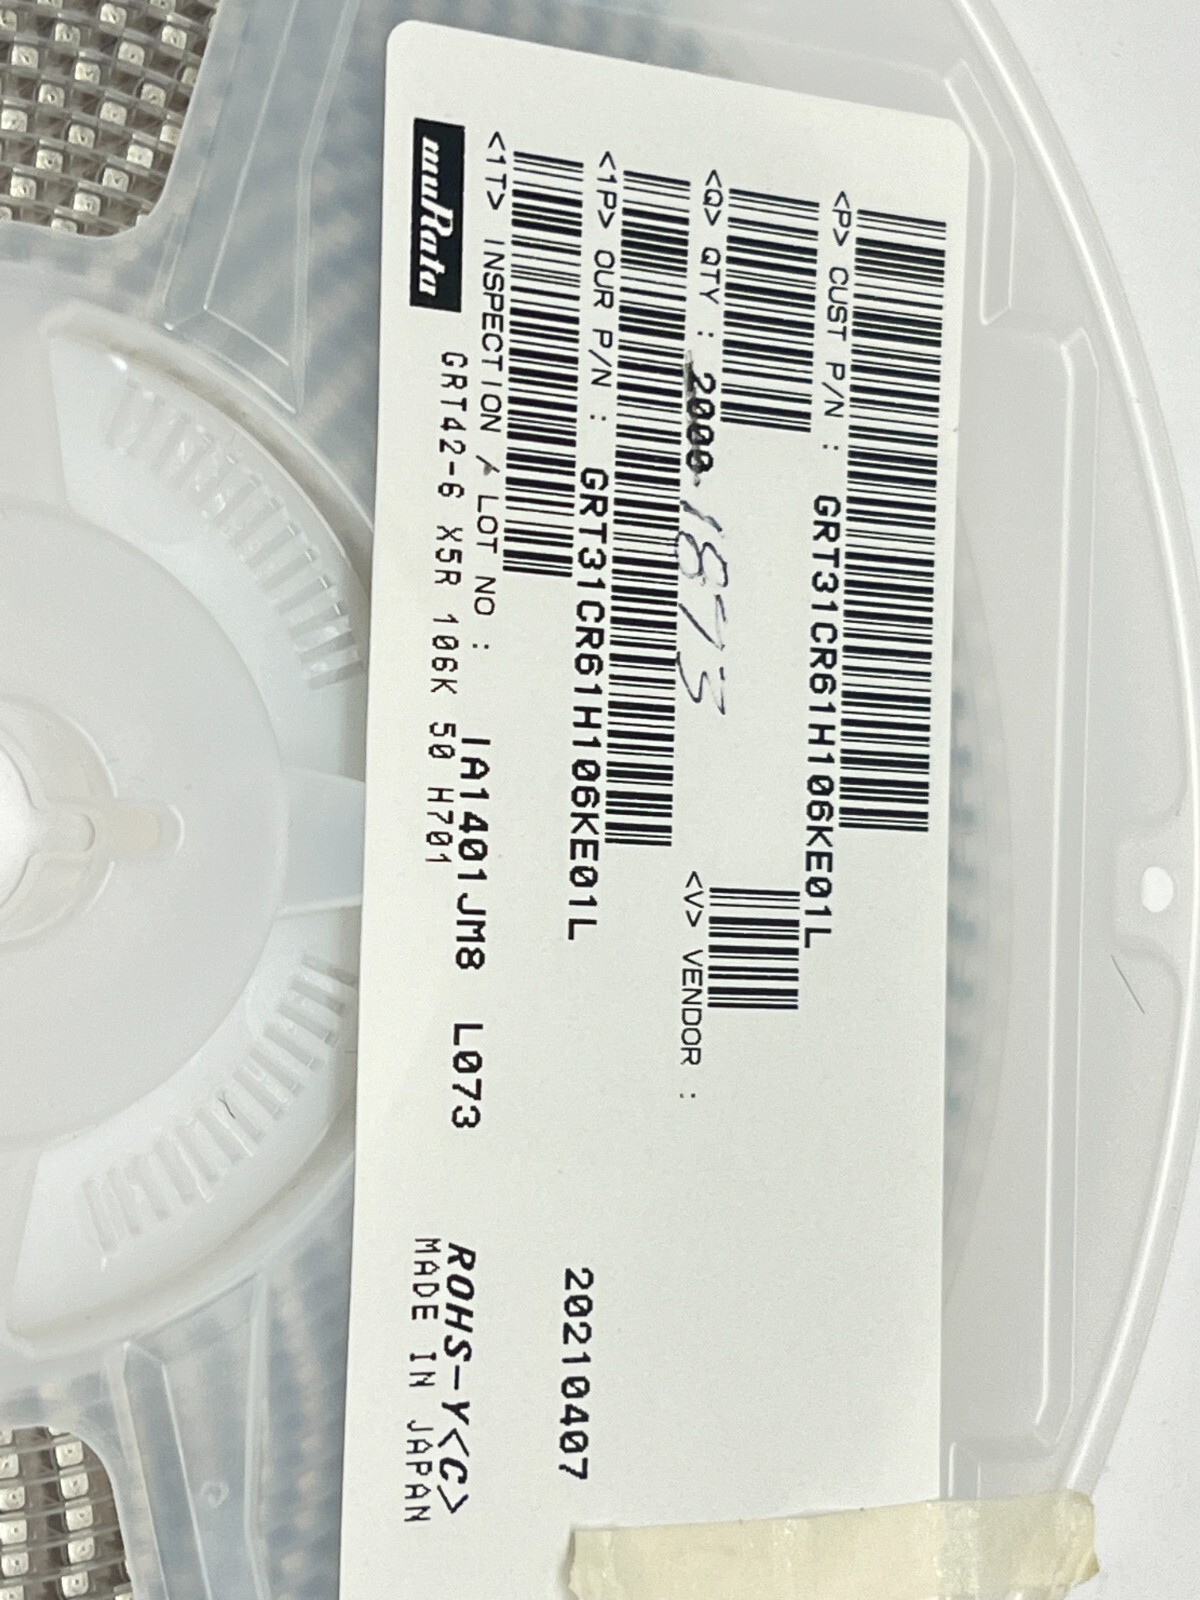 <P> CUST P/N : GRT31CR61H106KE01L
<Q> QTY : 2000 1873
<V> VENDOR :
<1P> OUR P/N : GRT31CR61H106KE01L
20210407
<1T> INSPECTION / LOT NO : IA1401JM8 L073
ROHS-Y<C>
muRata
GRT42-6 X5R 106K 50 H701
MADE IN JAPAN